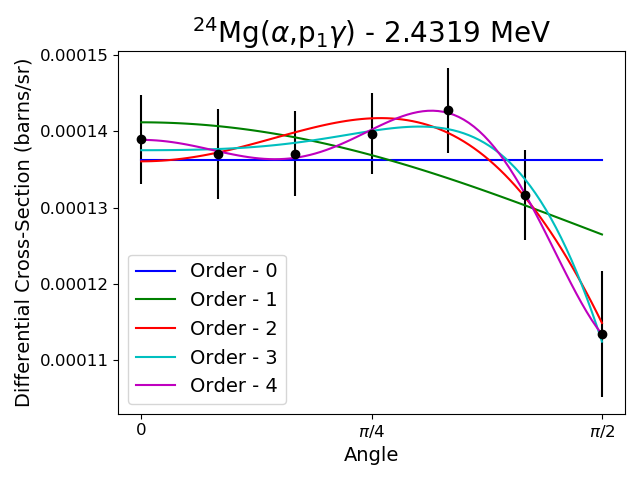 ²⁴Mg(α,p₁γ) - 2.4319 MeV
Differential Cross-Section (barns/sr)
0.00015
0.00014
0.00013
0.00012
0.00011
Order - 0
Order - 1
Order - 2
Order - 3
Order - 4
0
π/4
π/2
Angle